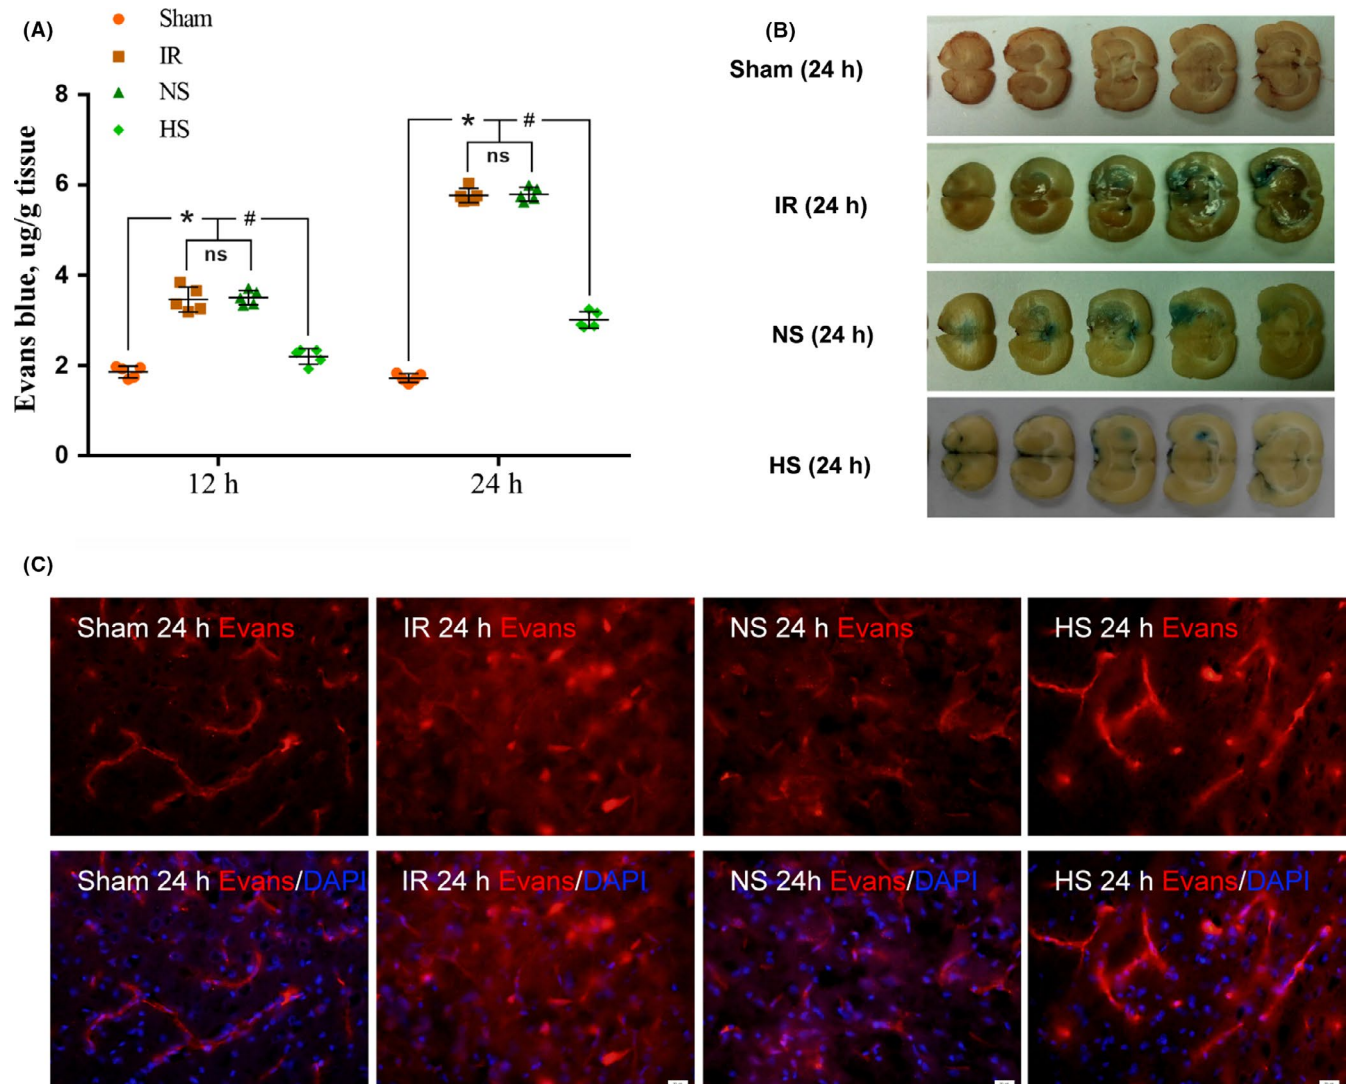 (A)
Sham
IR
NS
HS
Evans blue, ug/g tissue
8
6
4
2
0
* #
ns
* #
ns
12 h
24 h
(B)
Sham (24 h)
IR (24 h)
NS (24 h)
HS (24 h)
(C)
Sham 24 h Evans
IR 24 h Evans
NS 24 h Evans
HS 24 h Evans
Sham 24 h Evans/DAPI
IR 24 h Evans/DAPI
NS 24h Evans/DAPI
HS 24 h Evans/DAPI